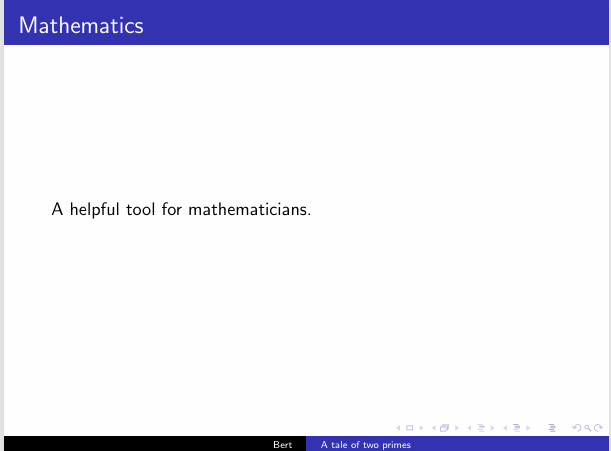 Mathematics
A helpful tool for mathematicians.
Bert
A tale of two primes